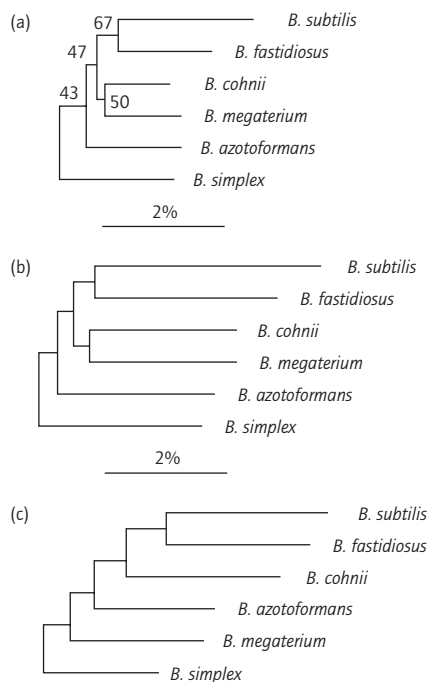 (a)
67
B. subtilis
47
B. fastidiosus
43
B. cohnii
50
B. megaterium
B. azotoformans
B. simplex
2%
(b)
B. subtilis
B. fastidiosus
B. cohnii
B. megaterium
B. azotoformans
B. simplex
2%
(c)
B. subtilis
B. fastidiosus
B. cohnii
B. azotoformans
B. megaterium
B. simplex